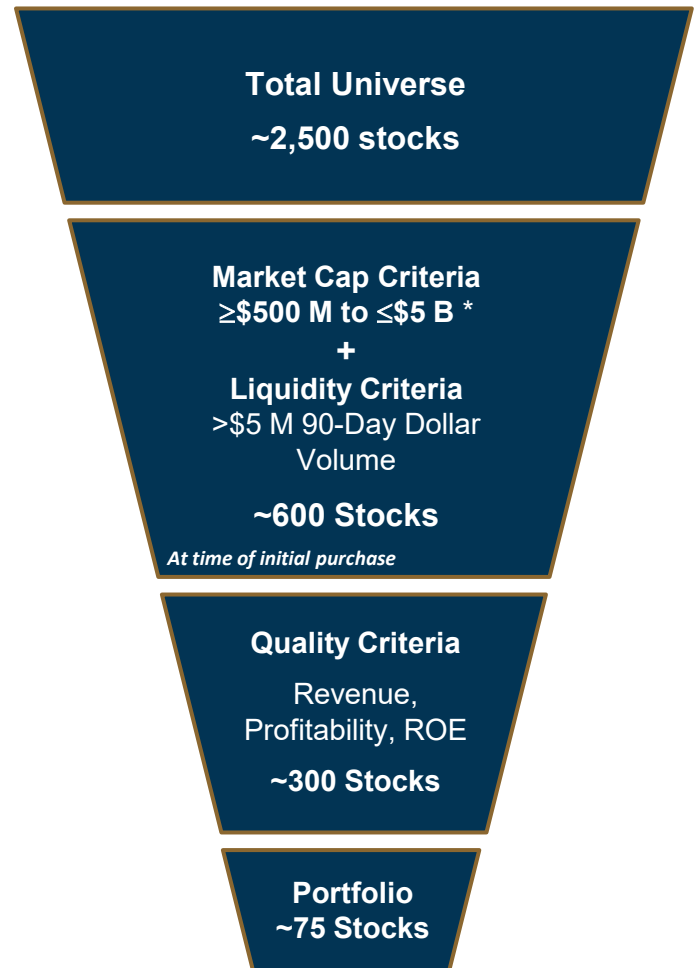 Total Universe
~2,500 stocks
Market Cap Criteria
≥$500 M to ≤$5 B *
+
Liquidity Criteria
>$5 M 90-Day Dollar
Volume
~600 Stocks
At time of initial purchase
Quality Criteria
Revenue,
Profitability, ROE
~300 Stocks
Portfolio
~75 Stocks